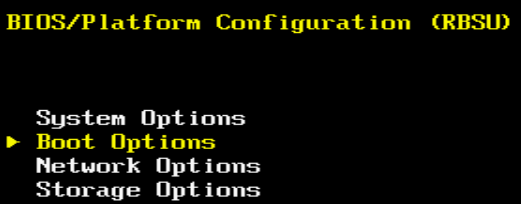 BIOS/Platform Configuration (RBSU)
System Options
Boot Options
Network Options
Storage Options